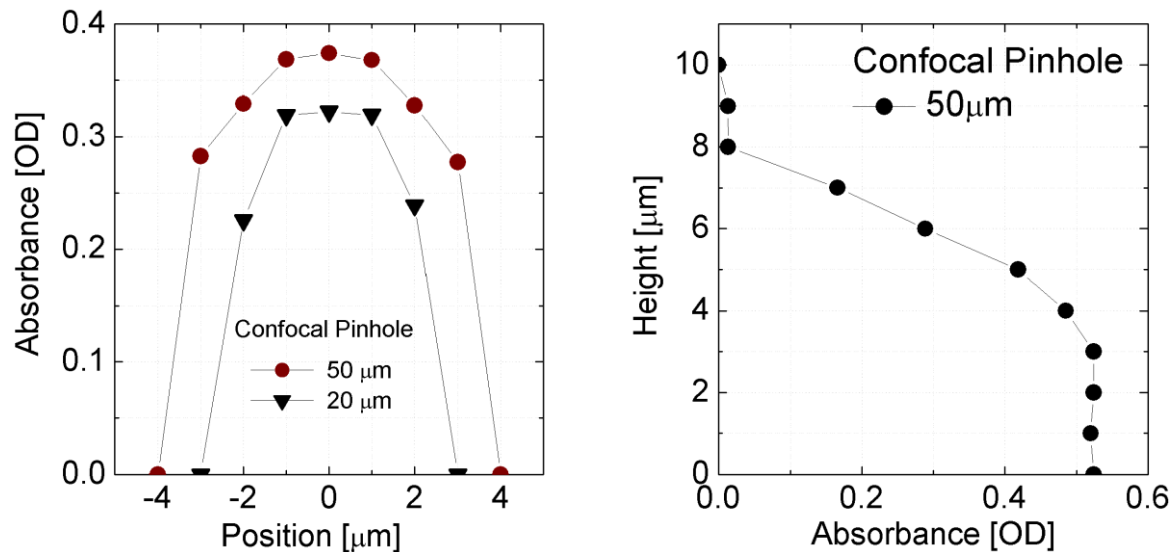 0.4
0.3
0.2
0.1
0.0
Absorbance [OD]
Confocal Pinhole
50 μm
20 μm
-4 -2 0 2 4
Position [μm]
10
8
6
4
2
0
Height [μm]
Confocal Pinhole
50μm
0.0 0.2 0.4 0.6
Absorbance [OD]